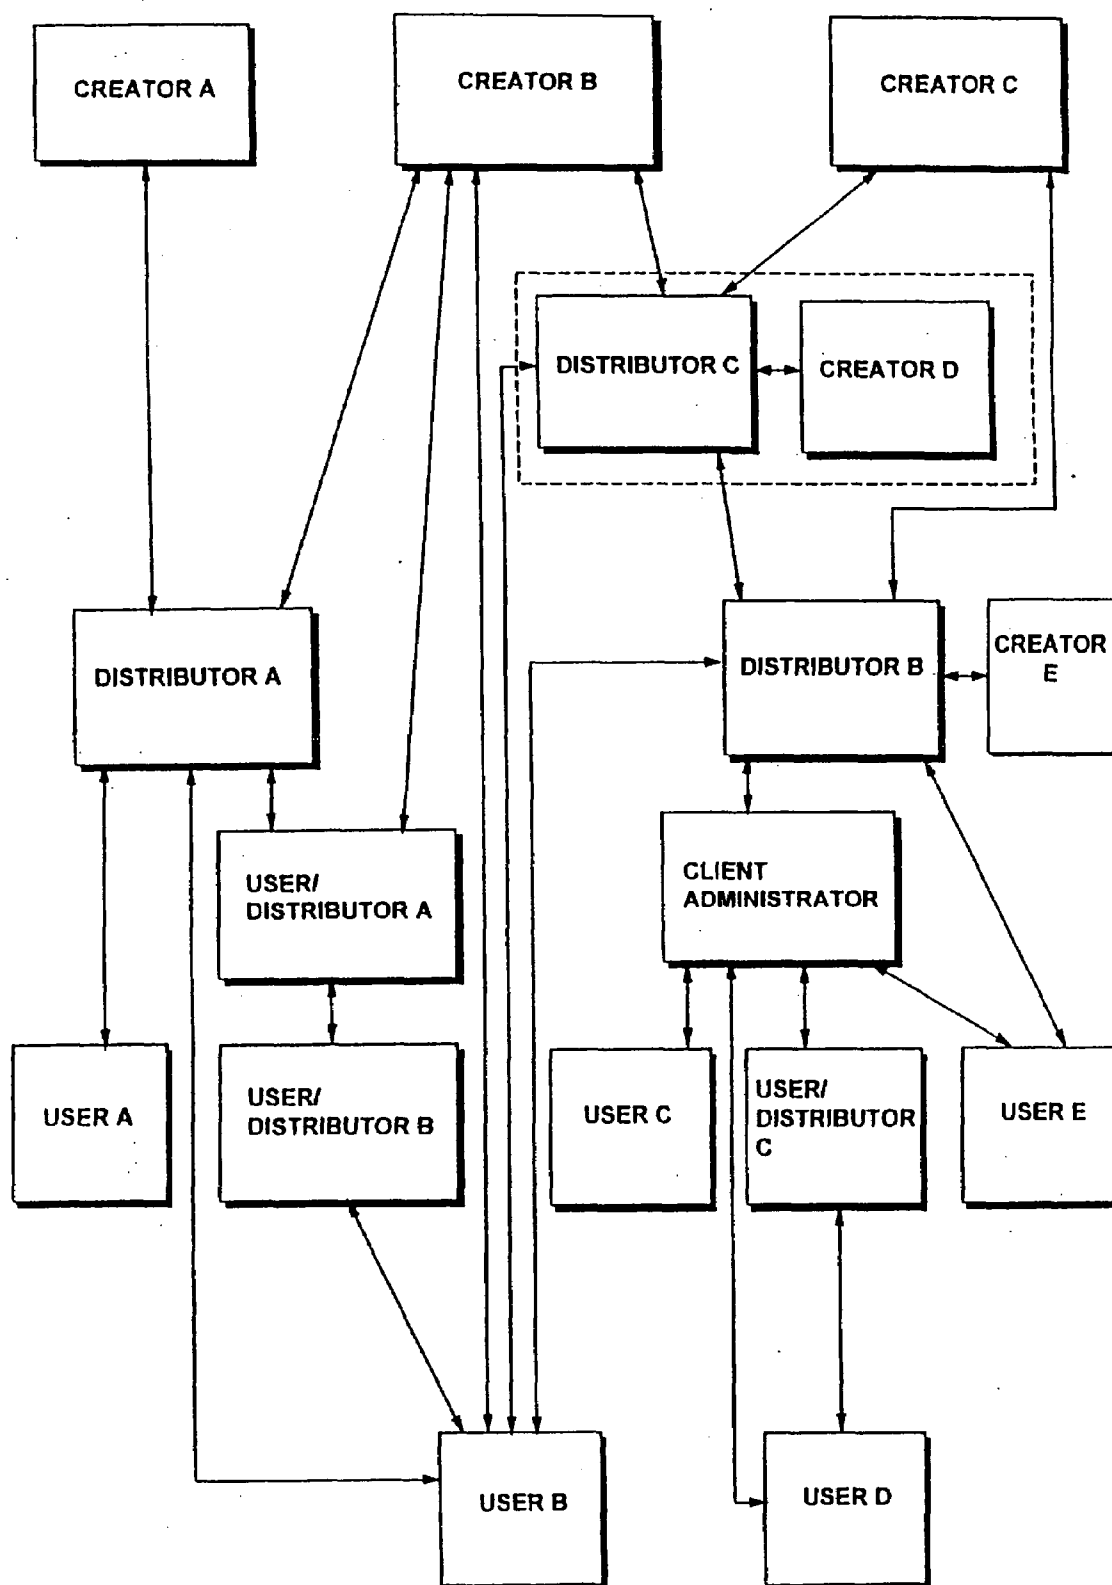 CREATOR A
CREATOR B
CREATOR C
DISTRIBUTOR C
CREATOR D
DISTRIBUTOR A
DISTRIBUTOR B
CREATOR
E
USER/
DISTRIBUTOR A
CLIENT
ADMINISTRATOR
USER A
USER/
DISTRIBUTOR B
USER C
USER/
DISTRIBUTOR
C
USER E
USER B
USER D